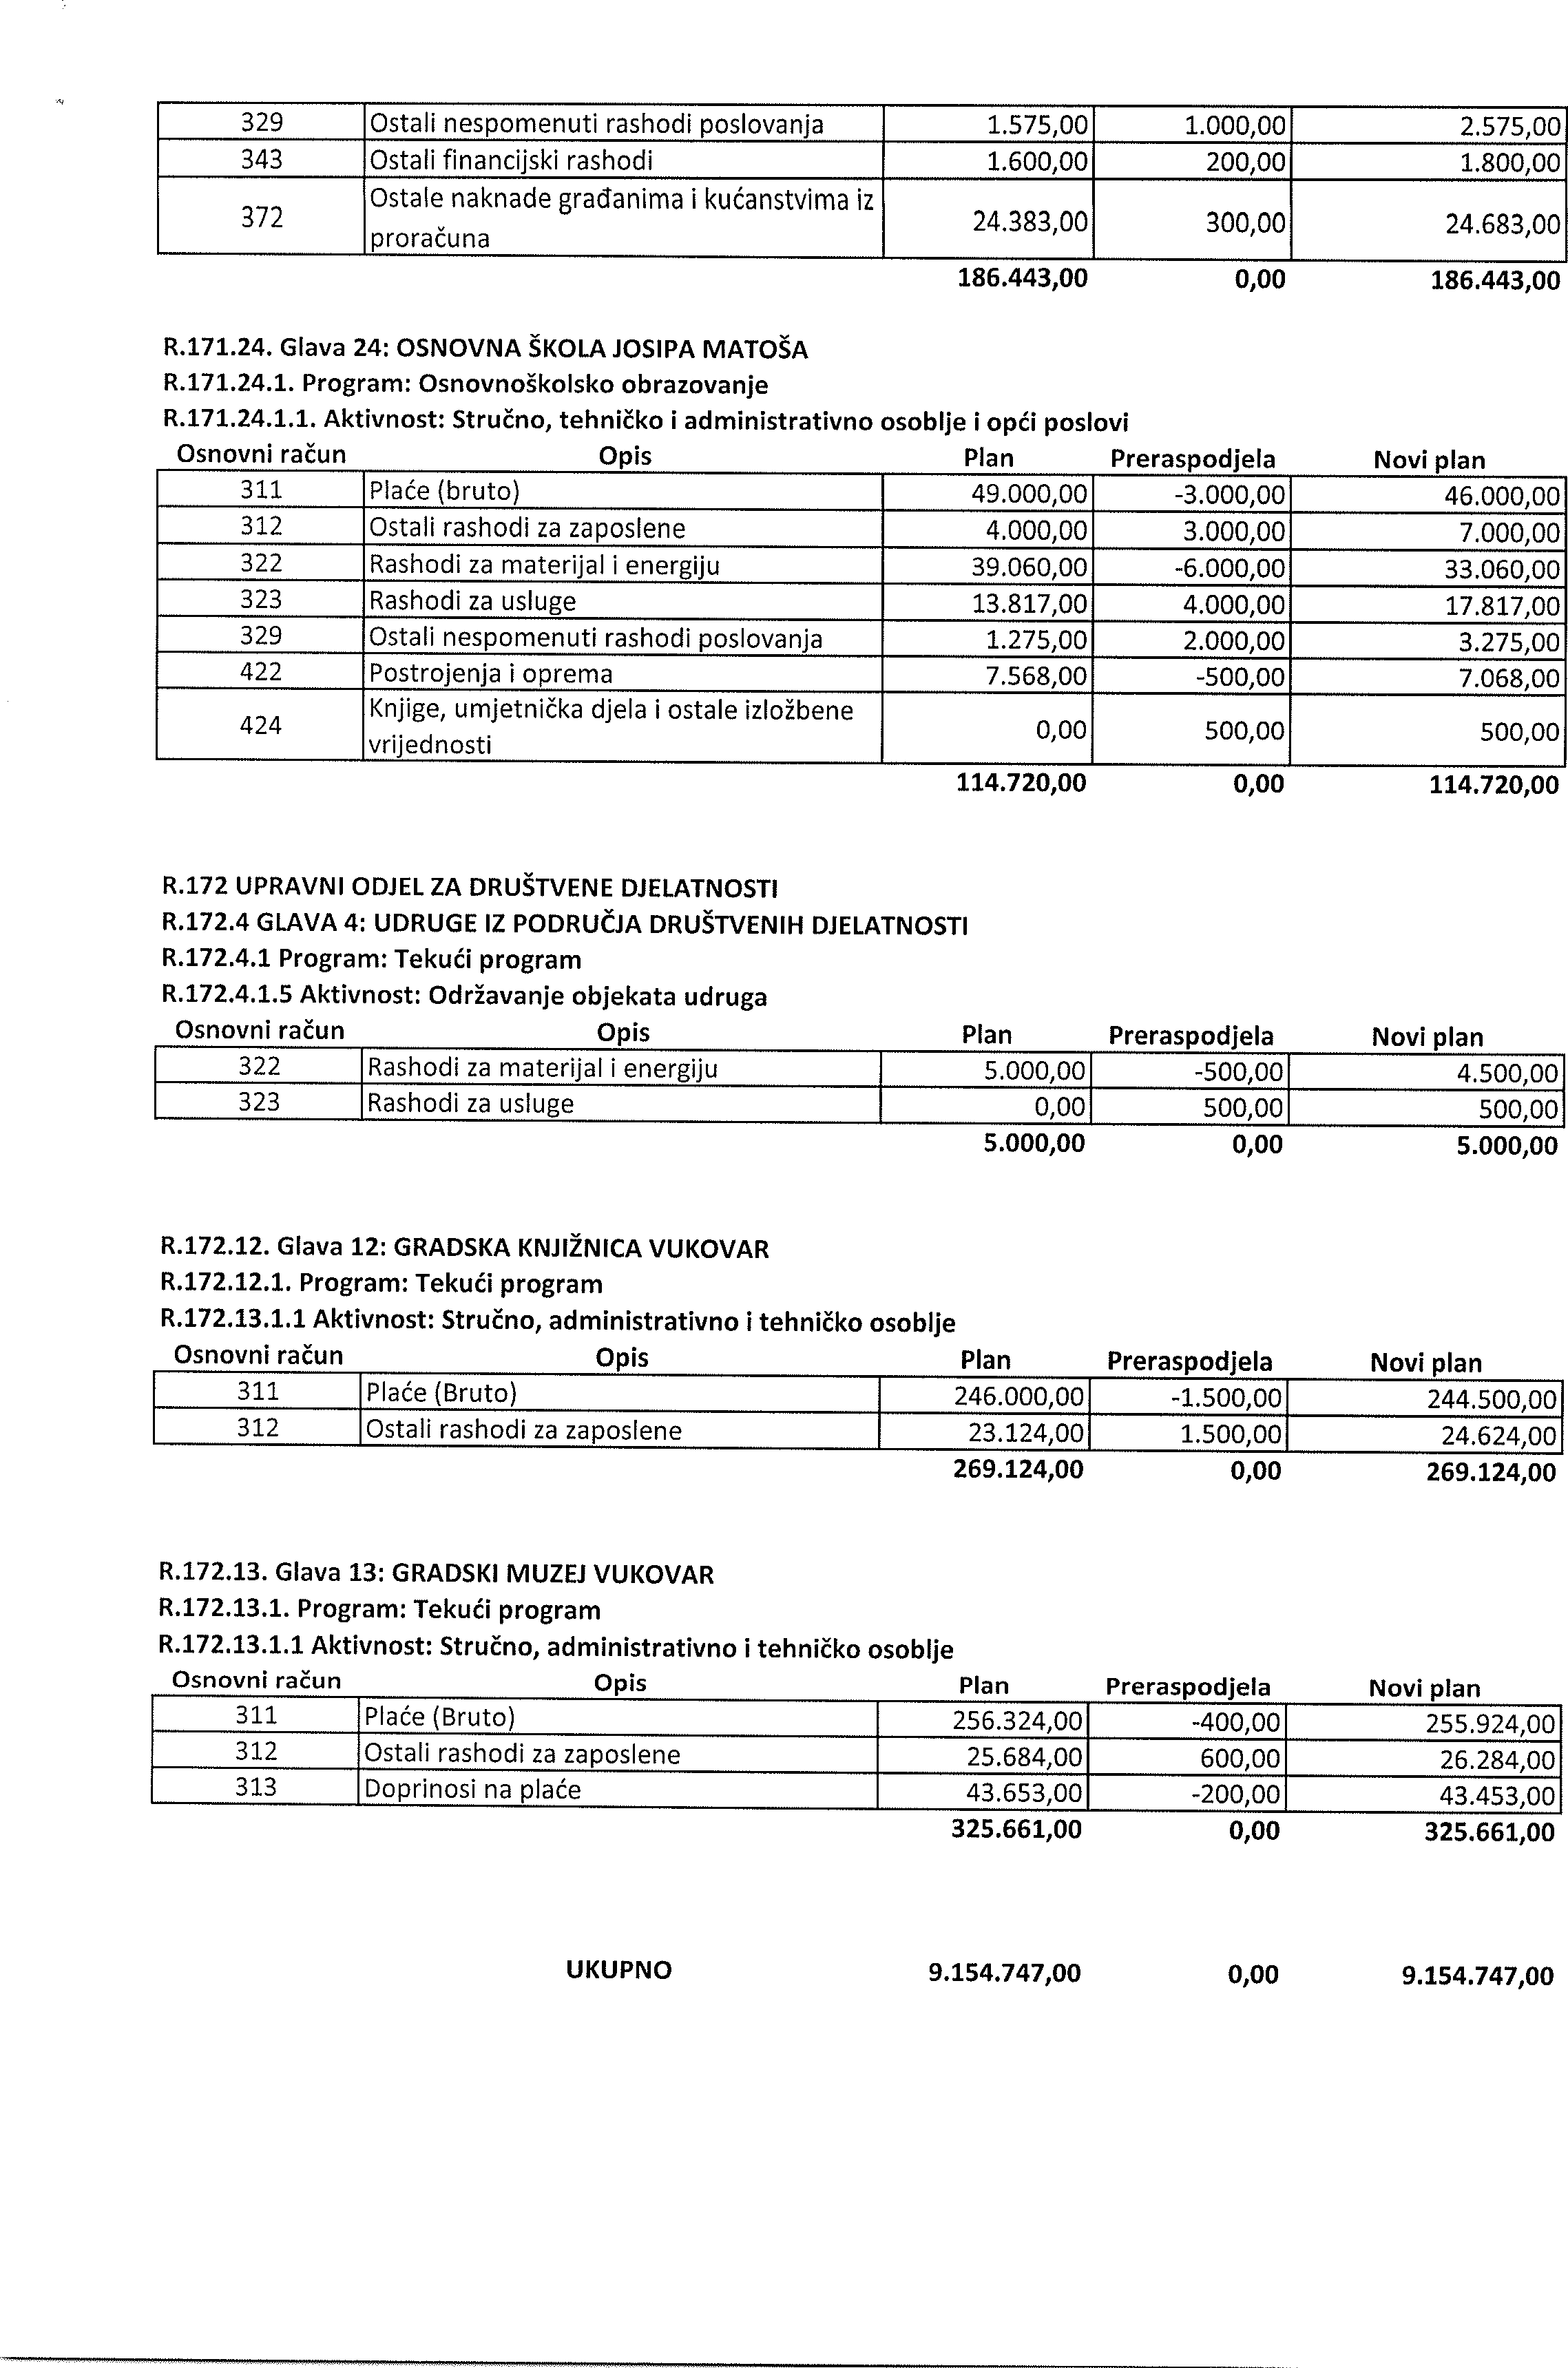 329 Ostali nespomenuti rashodi poslovanja 1.575,00 1.000,00 2.575,00
343 Ostali financijski rashodi 1.600,00 200,00 1.800,00
372 Ostale naknade građanima i kućanstvima iz proračuna 24.383,00 300,00 24.683,00
186.443,00 0,00 186.443,00
R.171.24. Glava 24: OSNOVNA ŠKOLA JOSIPA MATOŠA
R.171.24.1. Program: Osnovnoškolsko obrazovanje
R.171.24.1.1. Aktivnost: Stručno, tehničko i administrativno osoblje i opći poslovi
Osnovni račun Opis Plan Preraspodjela Novi plan
311 Plaće (bruto) 49.000,00 -3.000,00 46.000,00
312 Ostali rashodi za zaposlene 4.000,00 3.000,00 7.000,00
322 Rashodi za materijal i energiju 39.060,00 -6.000,00 33.060,00
323 Rashodi za usluge 13.817,00 4.000,00 17.817,00
329 Ostali nespomenuti rashodi poslovanja 1.275,00 2.000,00 3.275,00
422 Postrojenja i oprema 7.568,00 -500,00 7.068,00
424 Knjige, umjetnička djela i ostale izložbene vrijednosti 0,00 500,00 500,00
114.720,00 0,00 114.720,00
R.172 UPRAVNI ODJEL ZA DRUŠTVENE DJELATNOSTI
R.172.4 GLAVA 4: UDRUGE IZ PODRUČJA DRUŠTVENIH DJELATNOSTI
R.172.4.1 Program: Tekući program
R.172.4.1.5 Aktivnost: Održavanje objekata udruga
Osnovni račun Opis Plan Preraspodjela Novi plan
322 Rashodi za materijal i energiju 5.000,00 -500,00 4.500,00
323 Rashodi za usluge 0,00 500,00 500,00
5.000,00 0,00 5.000,00
R.172.12. Glava 12: GRADSKA KNJIŽNICA VUKOVAR
R.172.12.1. Program: Tekući program
R.172.13.1.1 Aktivnost: Stručno, administrativno i tehničko osoblje
Osnovni račun Opis Plan Preraspodjela Novi plan
311 Plaće (Bruto) 246.000,00 -1.500,00 244.500,00
312 Ostali rashodi za zaposlene 23.124,00 1.500,00 24.624,00
269.124,00 0,00 269.124,00
R.172.13. Glava 13: GRADSKI MUZEJ VUKOVAR
R.172.13.1. Program: Tekući program
R.172.13.1.1 Aktivnost: Stručno, administrativno i tehničko osoblje
Osnovni račun Opis Plan Preraspodjela Novi plan
311 Plaće (Bruto) 256.324,00 -400,00 255.924,00
312 Ostali rashodi za zaposlene 25.684,00 600,00 26.284,00
313 Doprinosi na plaće 43.653,00 -200,00 43.453,00
325.661,00 0,00 325.661,00
UKUPNO 9.154.747,00 0,00 9.154.747,00